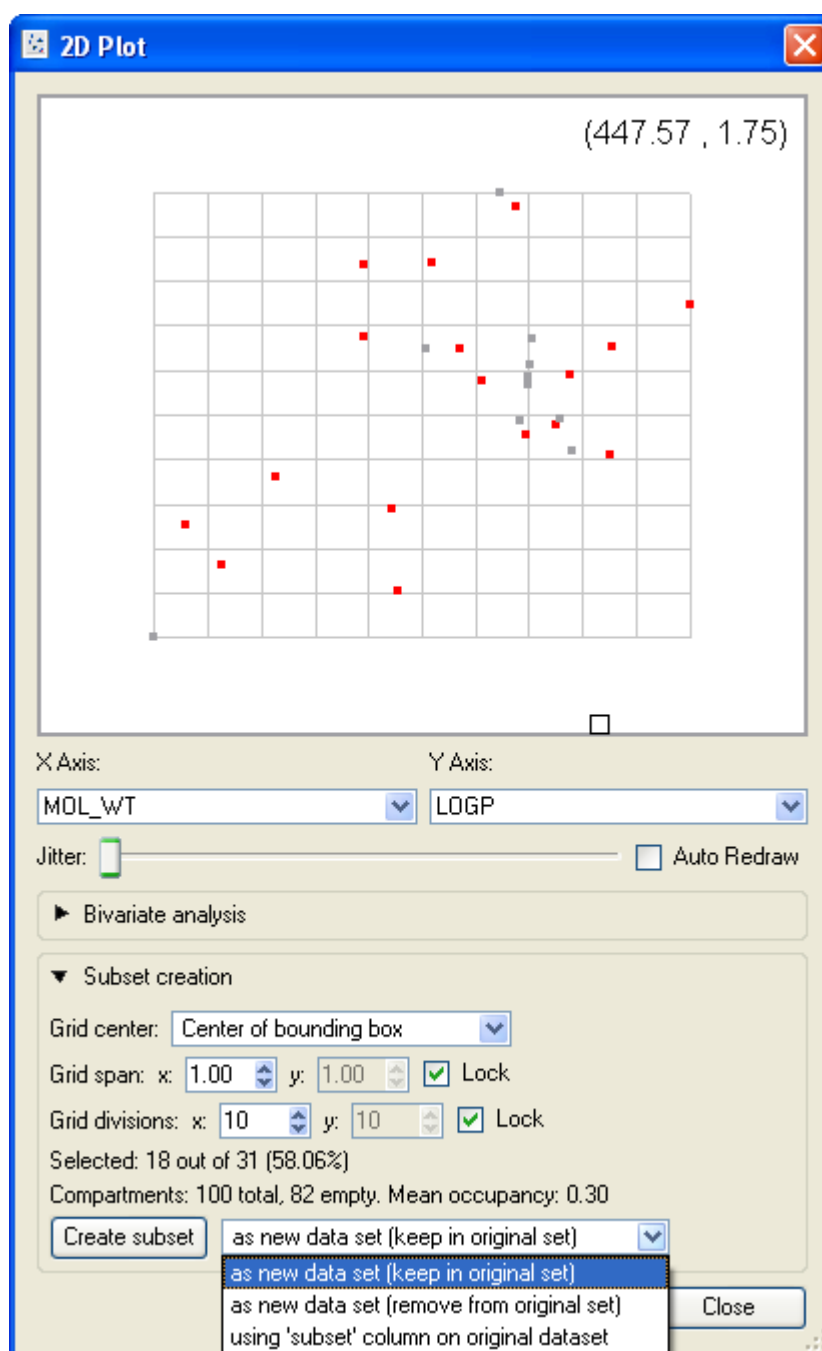 2D Plot
(447.57 , 1.75)
X Axis: Y Axis:
MOL_WT LOGP
Jitter: Auto Redraw
Bivariate analysis
Subset creation
Grid center: Center of bounding box
Grid span: x: 1.00 y: 1.00 Lock
Grid divisions: x: 10 y: 10 Lock
Selected: 18 out of 31 (58.06%)
Compartments: 100 total, 82 empty. Mean occupancy: 0.30
Create subset as new data set (keep in original set)
as new data set (keep in original set)
as new data set (remove from original set) Close
using 'subset' column on original dataset